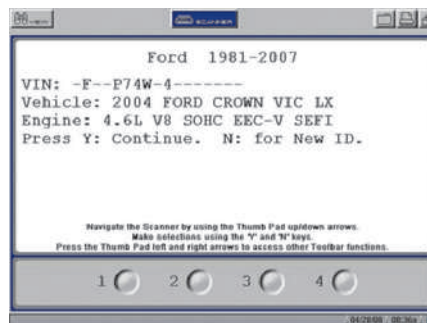 VIEW
SCANNER
Ford 1981-2007
VIN: -F--P74W-4-------
Vehicle: 2004 FORD CROWN VIC LX
Engine: 4.6L V8 SOHC EEC-V SEFI
Press Y: Continue. N: for New ID.
Navigate the Scanner by using the Thumb Pad up/down arrows.
Make selections using the 'Y' and 'N' keys.
Press the Thumb Pad left and right arrows to access other Toolbar functions.
1 2 3 4